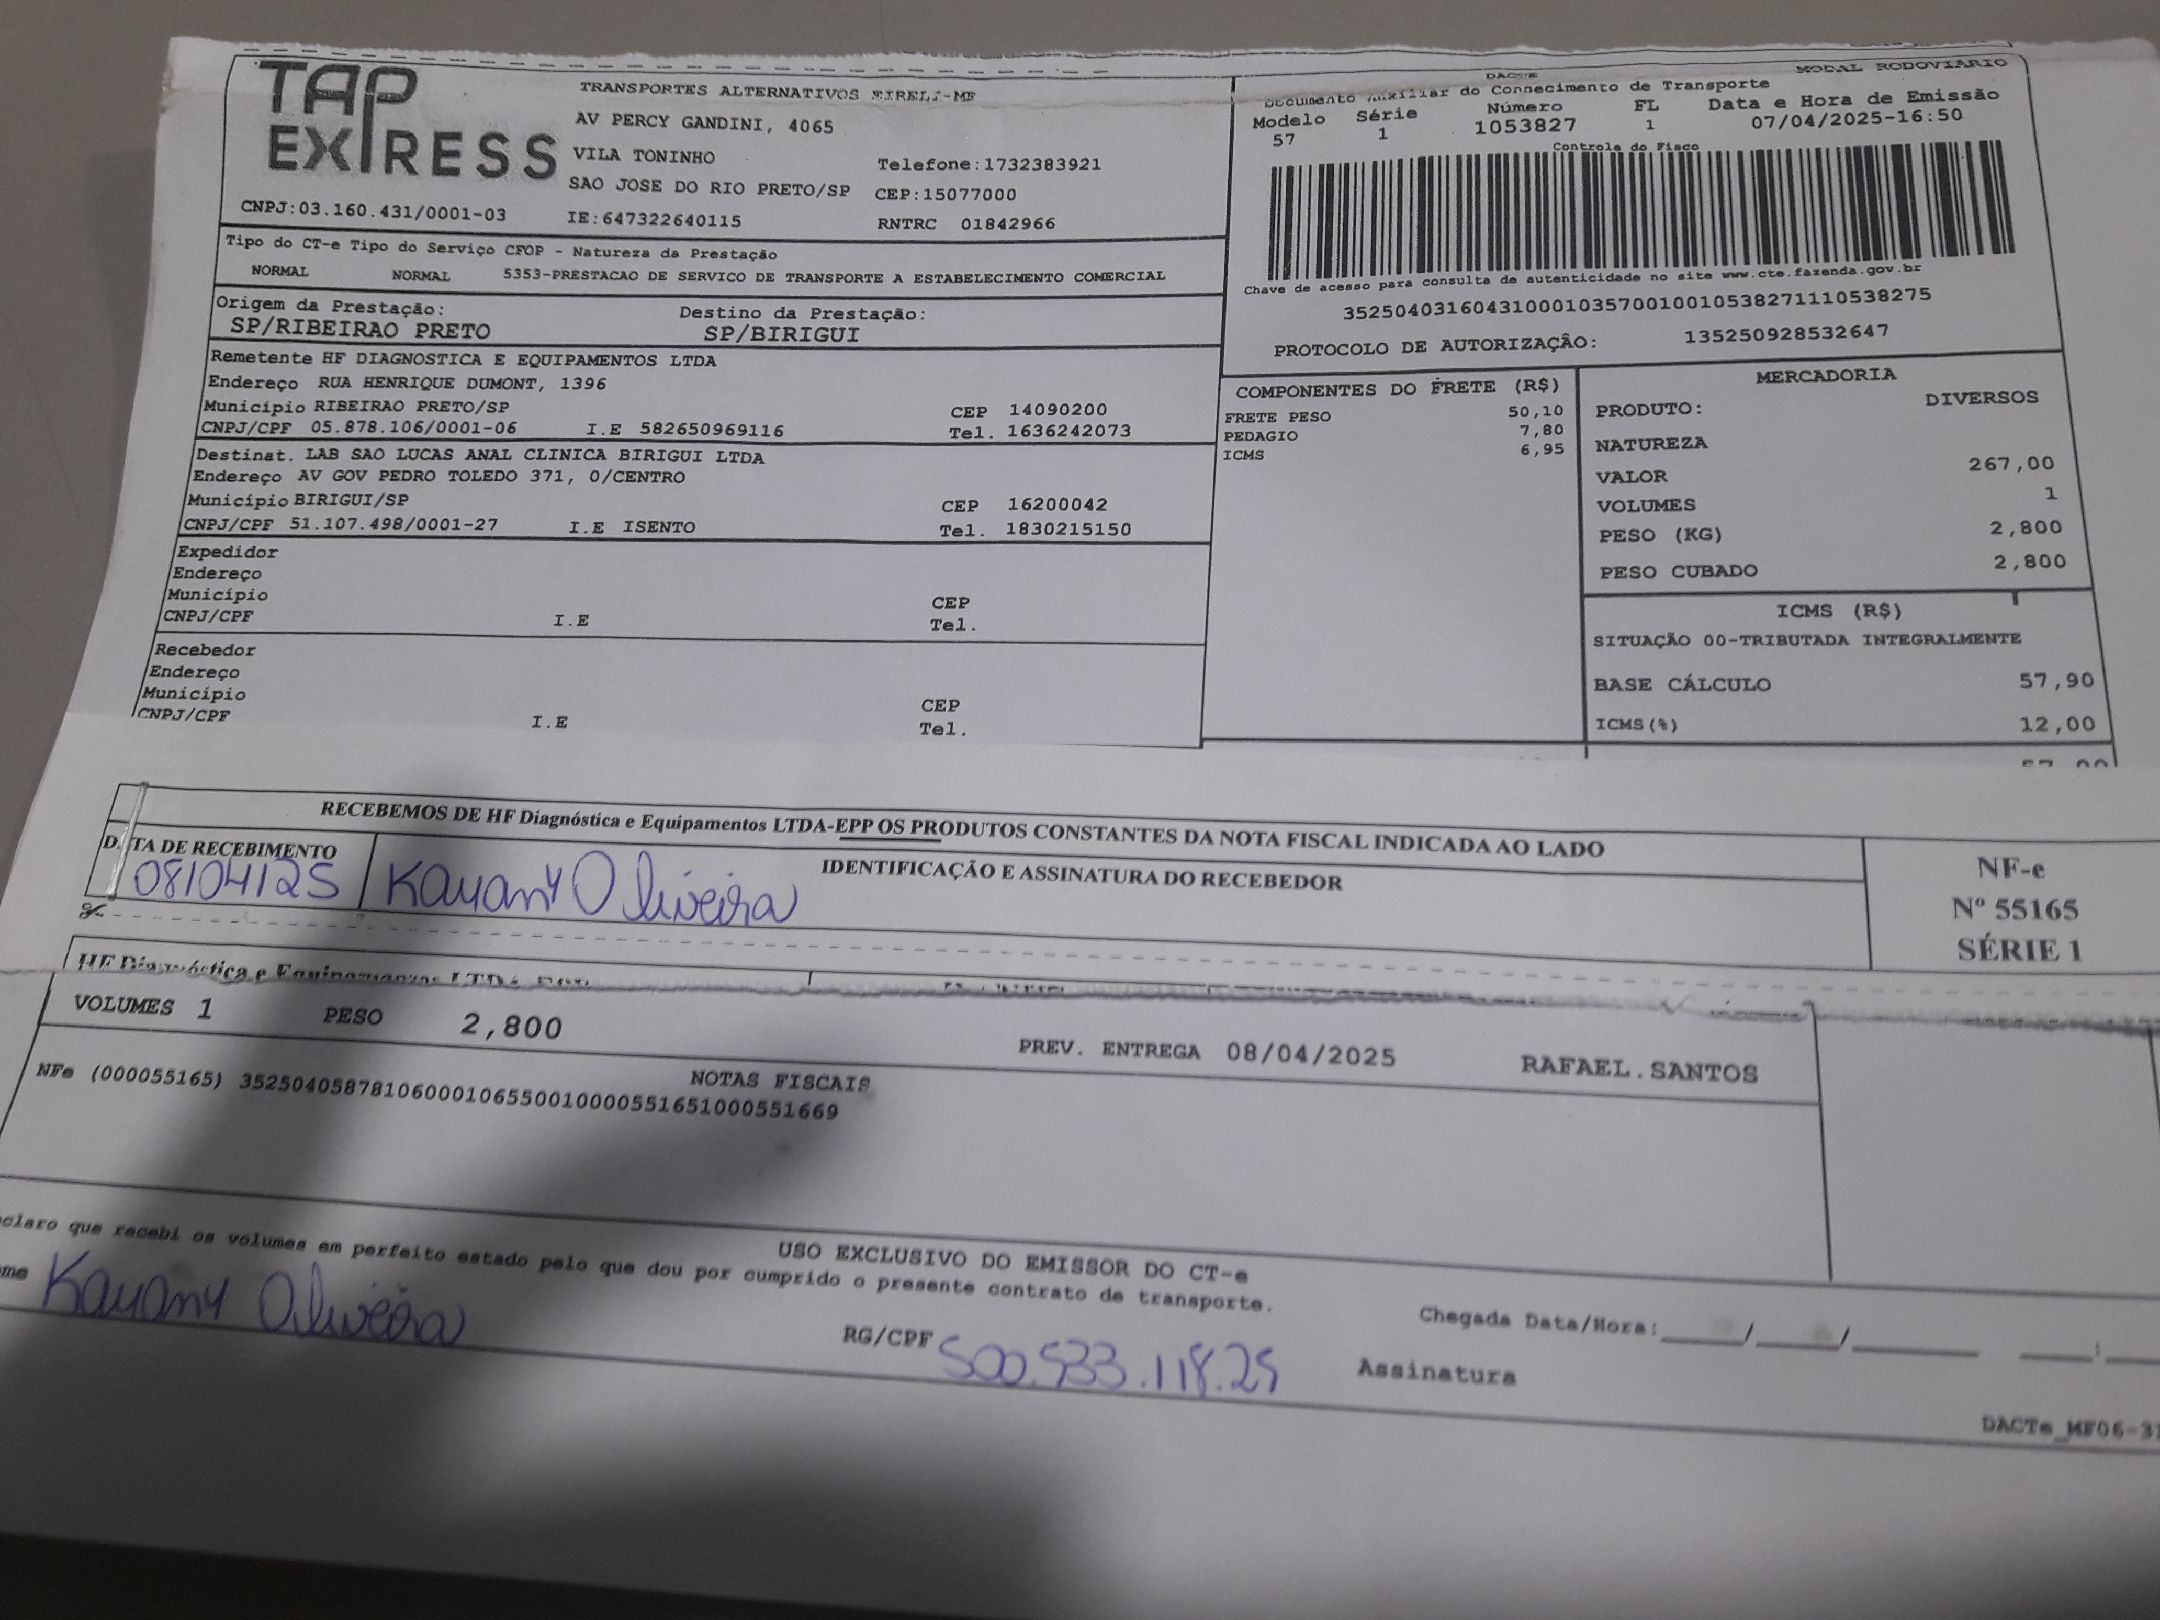 TAP EXPRESS
TRANSPORTES ALTERNATIVOS EIRELI-ME
AV PERCY GANDINI, 4065
VILA TONINHO
Telefone:1732383921
SAO JOSE DO RIO PRETO/SP CEP:15077000
CNPJ:03.160.431/0001-03 IE:647322640115 RNTRC 01842966
DACTE MODAL RODOVIARIO
Documento Auxiliar do Conhecimento de Transporte
Modelo Série Número FL Data e Hora de Emissão
57 1 1053827 1 07/04/2025-16:50
Controle do Fisco
Chave de acesso para consulta de autenticidade no site www.cte.fazenda.gov.br
35250403160431000103570010010538271110538275
PROTOCOLO DE AUTORIZAÇÂO: 135250928532647
Tipo do CT-e Tipo do Serviço CFOP - Natureza da Prestação
NORMAL NORMAL 5353-PRESTACAO DE SERVICO DE TRANSPORTE A ESTABELECIMENTO COMERCIAL
Origem da Prestação: Destino da Prestação:
SP/RIBEIRAO PRETO SP/BIRIGUI
Remetente HF DIAGNOSTICA E EQUIPAMENTOS LTDA
Endereço RUA HENRIQUE DUMONT, 1396
Município RIBEIRAO PRETO/SP CEP 14090200
CNPJ/CPF 05.878.106/0001-06 I.E 582650969116 Tel. 1636242073
Destinat. LAB SAO LUCAS ANAL CLINICA BIRIGUI LTDA
Endereço AV GOV PEDRO TOLEDO 371, 0/CENTRO
Município BIRIGUI/SP CEP 16200042
CNPJ/CPF 51.107.498/0001-27 I.E ISENTO Tel. 1830215150
Expedidor
Endereço
Município CEP
CNPJ/CPF I.E Tel.
Recebedor
Endereço
Município CEP
CNPJ/CPF I.E Tel.
COMPONENTES DO FRETE (R$)
FRETE PESO 50,10
PEDAGIO 7,80
ICMS 6,95
MERCADORIA
PRODUTO: DIVERSOS
NATUREZA
VALOR 267,00
VOLUMES 1
PESO (KG) 2,800
PESO CUBADO 2,800
ICMS (R$)
SITUAÇÃO 00-TRIBUTADA INTEGRALMENTE
BASE CÁLCULO 57,90
ICMS(%) 12,00
RECEBEMOS DE HF Diagnóstica e Equipamentos LTDA-EPP OS PRODUTOS CONSTANTES DA NOTA FISCAL INDICADA AO LADO
DATA DE RECEBIMENTO IDENTIFICAÇÃO E ASSINATURA DO RECEBEDOR
08/04/25 Kauany Oliveira
NF-e
Nº 55165
SÉRIE 1
HF Diagnóstica e Equipamentos LTDA
VOLUMES 1 PESO 2,800 PREV. ENTREGA 08/04/2025 RAFAEL.SANTOS
NOTAS FISCAIS
NFe (000055165) 35250405878106000106550010000551651000551669
USO EXCLUSIVO DO EMISSOR DO CT-e
claro que recebi os volumes em perfeito estado pelo que dou por cumprido o presente contrato de transporte.
me Kauany Oliveira RG/CPF 500.533.118.25 Assinatura
Chegada Data/Hora:____/____/_______ ____:
DACTe_MF06-31